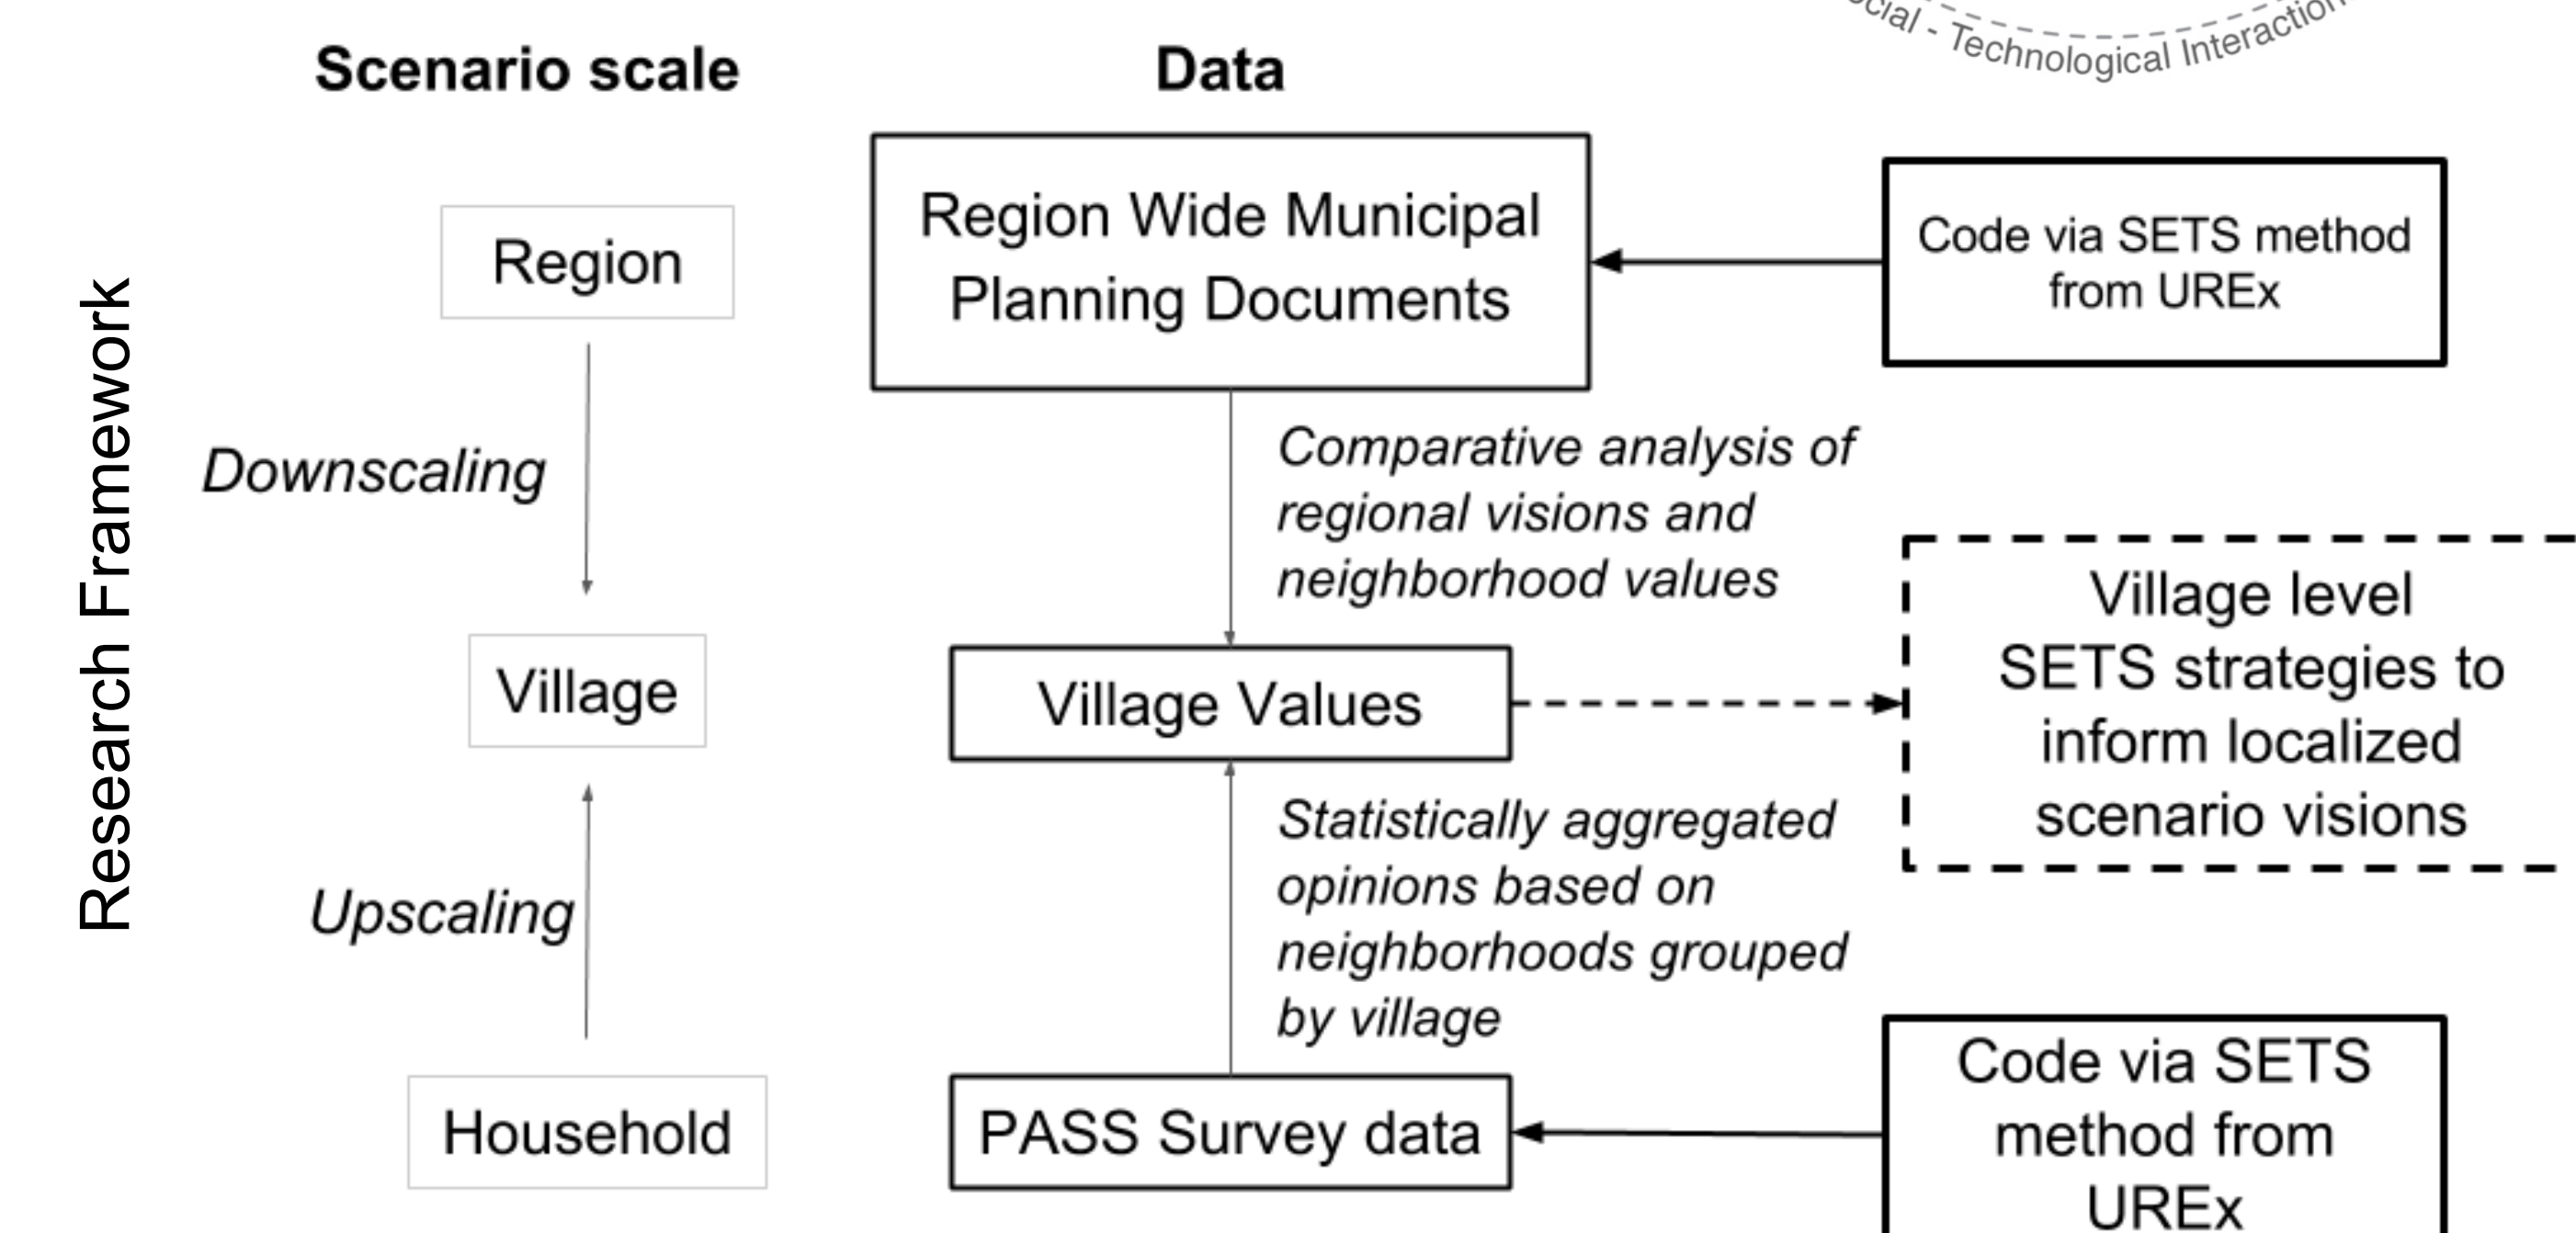 Social - Technological Interaction
Scenario scale
Data
Research Framework
Region
Region Wide Municipal
Planning Documents
Code via SETS method
from UREx
Downscaling
Comparative analysis of
regional visions and
neighborhood values
Village
Village Values
Village level
SETS strategies to
inform localized
scenario visions
Upscaling
Statistically aggregated
opinions based on
neighborhoods grouped
by village
Household
PASS Survey data
Code via SETS
method from
UREx